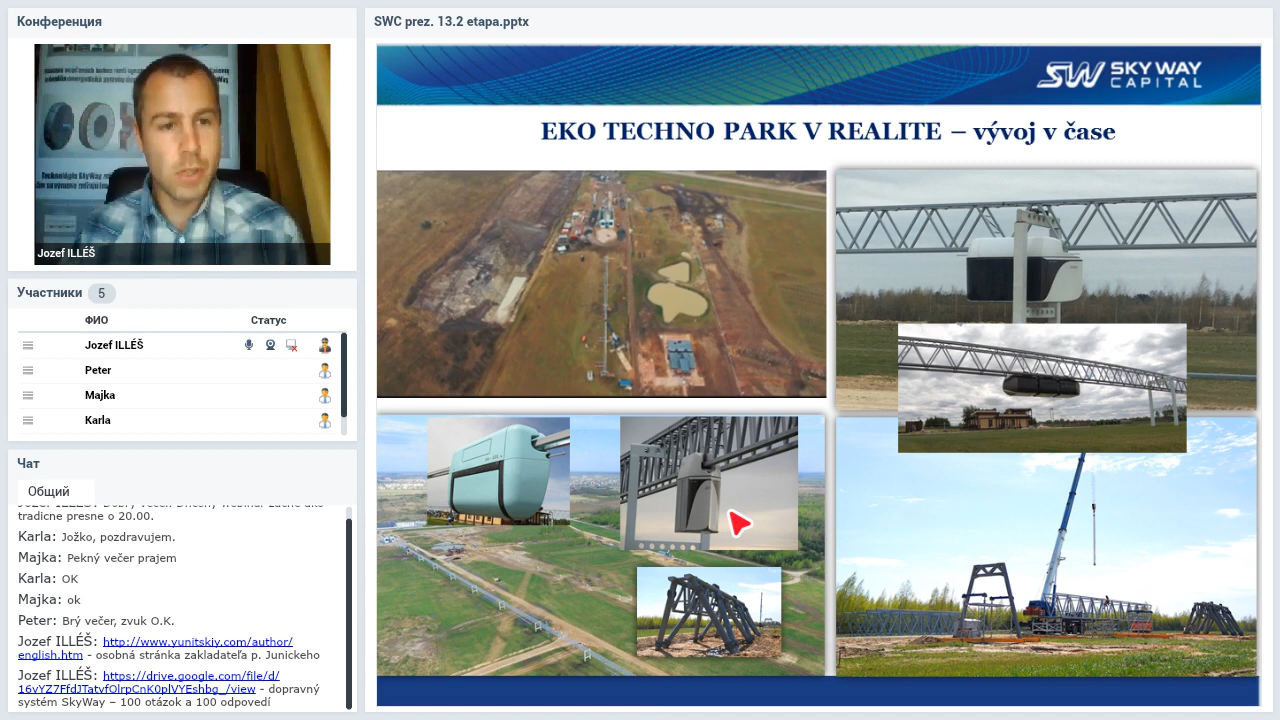 Конференция
Jozef ILLÉŠ
Участники 5
ФИО Статус
Jozef ILLÉŠ
Peter
Majka
Karla
Чат
Общий
tradicne presne o 20.00.
Karla: Jožko, pozdravujem.
Majka: Pekný večer prajem
Karla: OK
Majka: ok
Peter: Brý večer, zvuk O.K.
Jozef ILLÉŠ: http://www.yunitskiy.com/author/
english.htm - osobná stránka zakladateľa p. Junickeho
Jozef ILLÉŠ: https://drive.google.com/file/d/
- dopravný
systém SkyWay – 100 otázok a 100 odpovedí
SWC prez. 13.2 etapa.pptx
SW SKY WAY
CAPITAL
EKO TECHNO PARK V REALITE – vývoj v čase